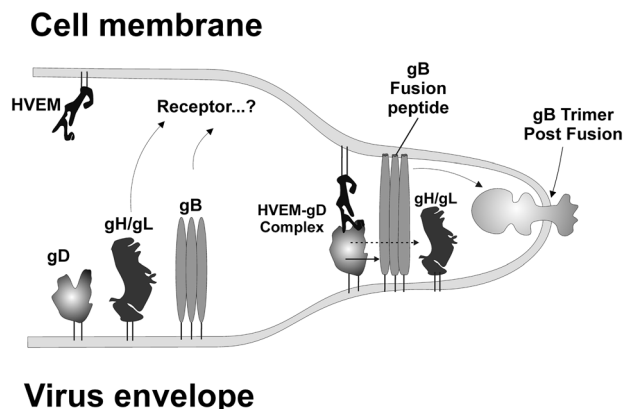 Cell membrane
HVEM
Receptor...?
gD
gH/gL
gB
gB
Fusion
peptide
HVEM-gD
Complex
gH/gL
gB Trimer
Post Fusion
Virus envelope